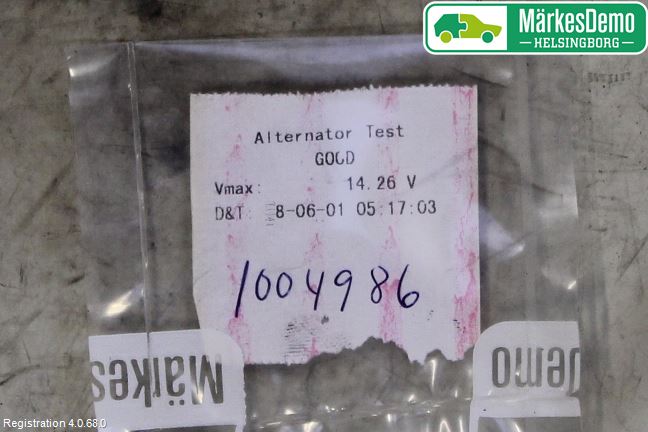 MärkesDemo
HELSINGBORG
Alternator Test
GOOD
Vmax: 14.26 V
D&T: 8-06-01 05:17:03
1004986
Märkes
Demo
Registration 4.0.68.0